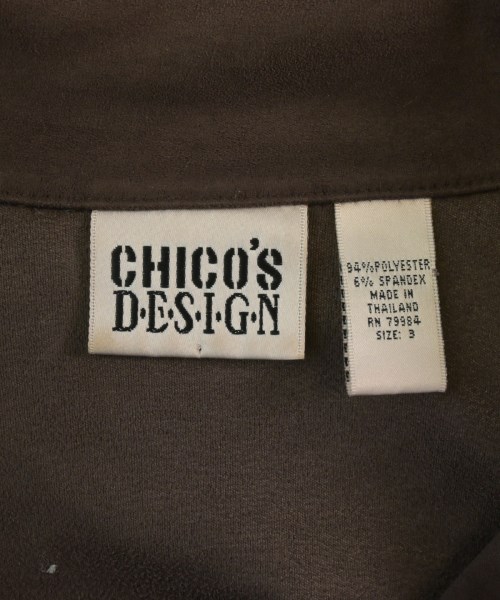 CHICO'S
D·E·S·I·G·N
94%POLYESTER
6% SPANDEX
MADE IN
THAILAND
RN 79984
SIZE: 3